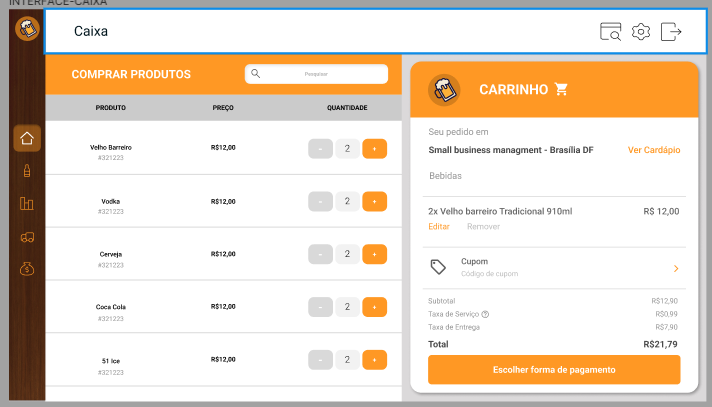 INTERFACE-CAIXA
Caixa
COMPRAR PRODUTOS
Pesquisar
PRODUTO PREÇO QUANTIDADE
Velho Barreiro R$12,00 - 2 +
#321223
Vodka R$12,00 - 2 +
#321223
Cerveja R$12,00 - 2 +
#321223
Coca Cola R$12,00 - 2 +
#321223
51 Ice R$12,00 - 2 +
#321223
CARRINHO
Seu pedido em
Small business managment - Brasília DF Ver Cardápio
Bebidas
2x Velho barreiro Tradicional 910ml R$ 12,00
Editar Remover
Cupom
Código de cupom
Subtotal R$12,90
Taxa de Serviço ? R$0,99
Taxa de Entrega R$7,90
Total R$21,79
Escolher forma de pagamento